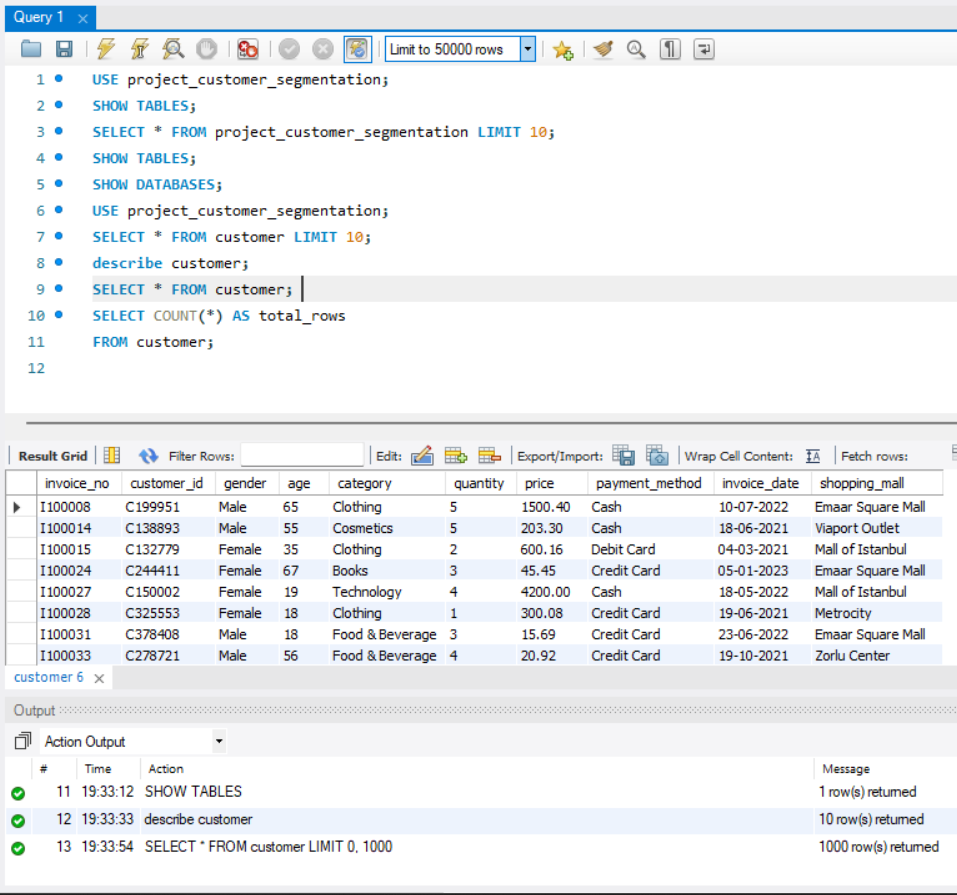 Query 1
Limit to 50000 rows
1 USE project_customer_segmentation;
2 SHOW TABLES;
3 SELECT * FROM project_customer_segmentation LIMIT 10;
4 SHOW TABLES;
5 SHOW DATABASES;
6 USE project_customer_segmentation;
7 SELECT * FROM customer LIMIT 10;
8 describe customer;
9 SELECT * FROM customer;
10 SELECT COUNT(*) AS total_rows
11 FROM customer;
12
Result Grid Filter Rows: Edit: Export/Import: Wrap Cell Content: IA Fetch rows:
invoice_no customer_id gender age category quantity price payment_method invoice_date shopping_mall
I100008 C199951 Male 65 Clothing 5 1500.40 Cash 10-07-2022 Emaar Square Mall
I100014 C138893 Male 55 Cosmetics 5 203.30 Cash 18-06-2021 Viaport Outlet
I100015 C132779 Female 35 Clothing 2 600.16 Debit Card 04-03-2021 Mall of Istanbul
I100024 C244411 Female 67 Books 3 45.45 Credit Card 05-01-2023 Emaar Square Mall
I100027 C150002 Female 19 Technology 4 4200.00 Cash 18-05-2022 Mall of Istanbul
I100028 C325553 Female 18 Clothing 1 300.08 Credit Card 19-06-2021 Metrocity
I100031 C378408 Male 18 Food & Beverage 3 15.69 Credit Card 23-06-2022 Emaar Square Mall
I100033 C278721 Male 56 Food & Beverage 4 20.92 Credit Card 19-10-2021 Zorlu Center
customer 6
Output
Action Output
# Time Action Message
11 19:33:12 SHOW TABLES 1 row(s) returned
12 19:33:33 describe customer 10 row(s) returned
13 19:33:54 SELECT * FROM customer LIMIT 0, 1000 1000 row(s) returned